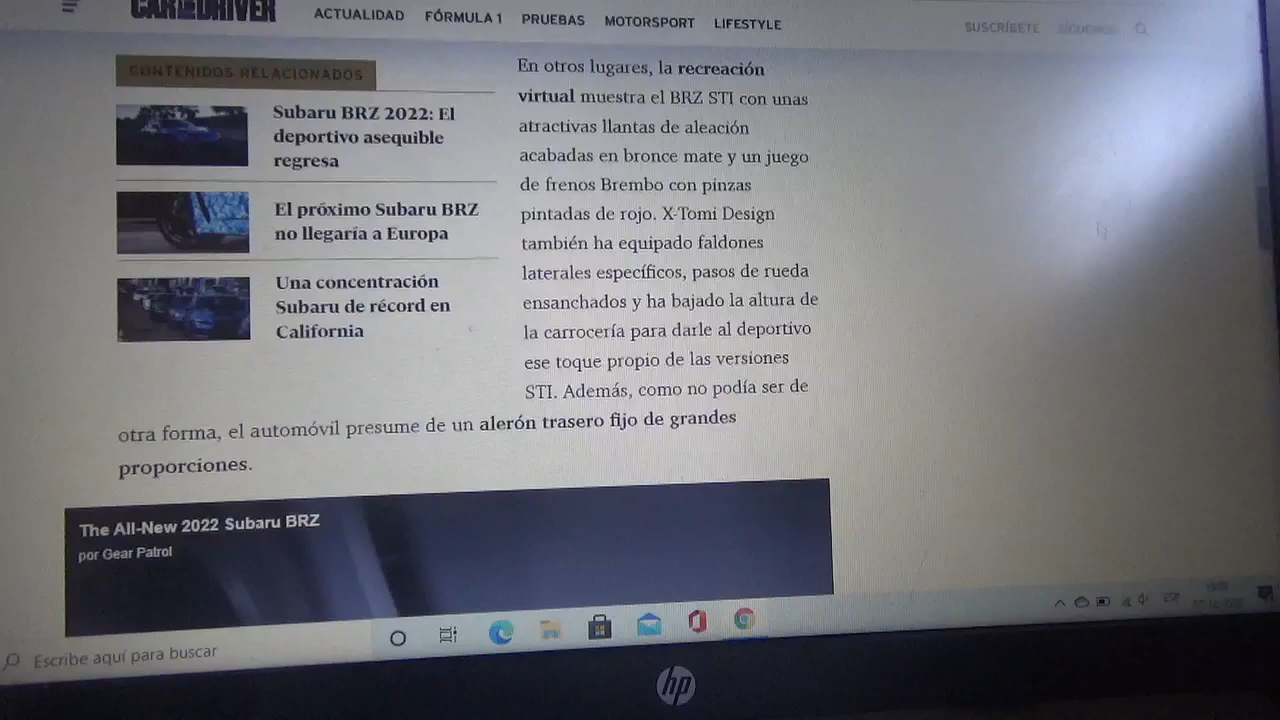 CAR AND DRIVER
ACTUALIDAD FÓRMULA 1 PRUEBAS MOTORSPORT LIFESTYLE
SUSCRÍBETE SÍGUENOS
CONTENIDOS RELACIONADOS
Subaru BRZ 2022: El
deportivo asequible
regresa
El próximo Subaru BRZ
no llegaría a Europa
Una concentración
Subaru de récord en
California
En otros lugares, la recreación
virtual muestra el BRZ STI con unas
atractivas llantas de aleación
acabadas en bronce mate y un juego
de frenos Brembo con pinzas
pintadas de rojo. X-Tomi Design
también ha equipado faldones
laterales específicos, pasos de rueda
ensanchados y ha bajado la altura de
la carrocería para darle al deportivo
ese toque propio de las versiones
STI. Además, como no podía ser de
otra forma, el automóvil presume de un alerón trasero fijo de grandes
proporciones.
The All-New 2022 Subaru BRZ
por Gear Patrol
Escribe aquí para buscar
ESP
hp